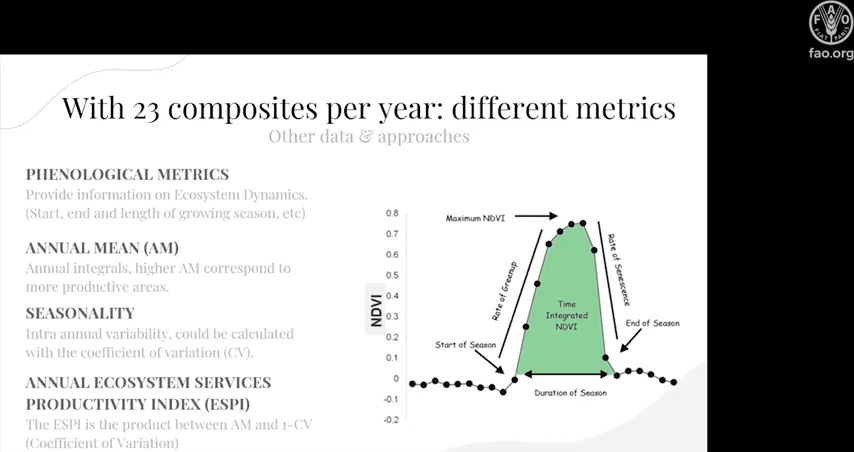 FAO
FIAT PANIS
fao.org
With 23 composites per year: different metrics
Other data & approaches
PHENOLOGICAL METRICS
Provide information on Ecosystem Dynamics.
(Start, end and length of growing season, etc)
ANNUAL MEAN (AM)
Annual integrals, higher AM correspond to
more productive areas.
SEASONALITY
Intra annual variability, could be calculated
with the coefficient of variation (CV).
ANNUAL ECOSYSTEM SERVICES
PRODUCTIVITY INDEX (ESPI)
The ESPI is the product between AM and 1-CV
(Coefficient of Variation)
NDVI
0.8
0.7
0.6
0.5
0.4
0.3
0.2
0.1
0
-0.1
-0.2
Maximum NDVI
Rate of Greenup
Rate of Senescence
Time
Integrated
NDVI
Start of Season
End of Season
Duration of Season